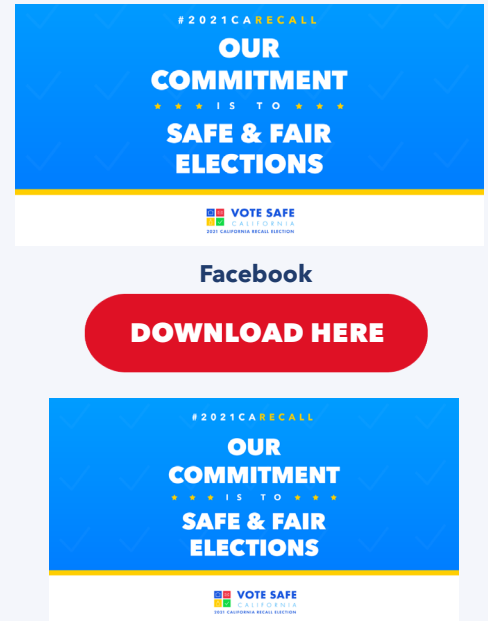 #2021CARECALL
OUR
COMMITMENT
IS TO
SAFE & FAIR
ELECTIONS
VOTE SAFE
CALIFORNIA
2021 CALIFORNIA RECALL ELECTION
Facebook
DOWNLOAD HERE
#2021CARECALL
OUR
COMMITMENT
IS TO
SAFE & FAIR
ELECTIONS
VOTE SAFE
CALIFORNIA
2021 CALIFORNIA RECALL ELECTION